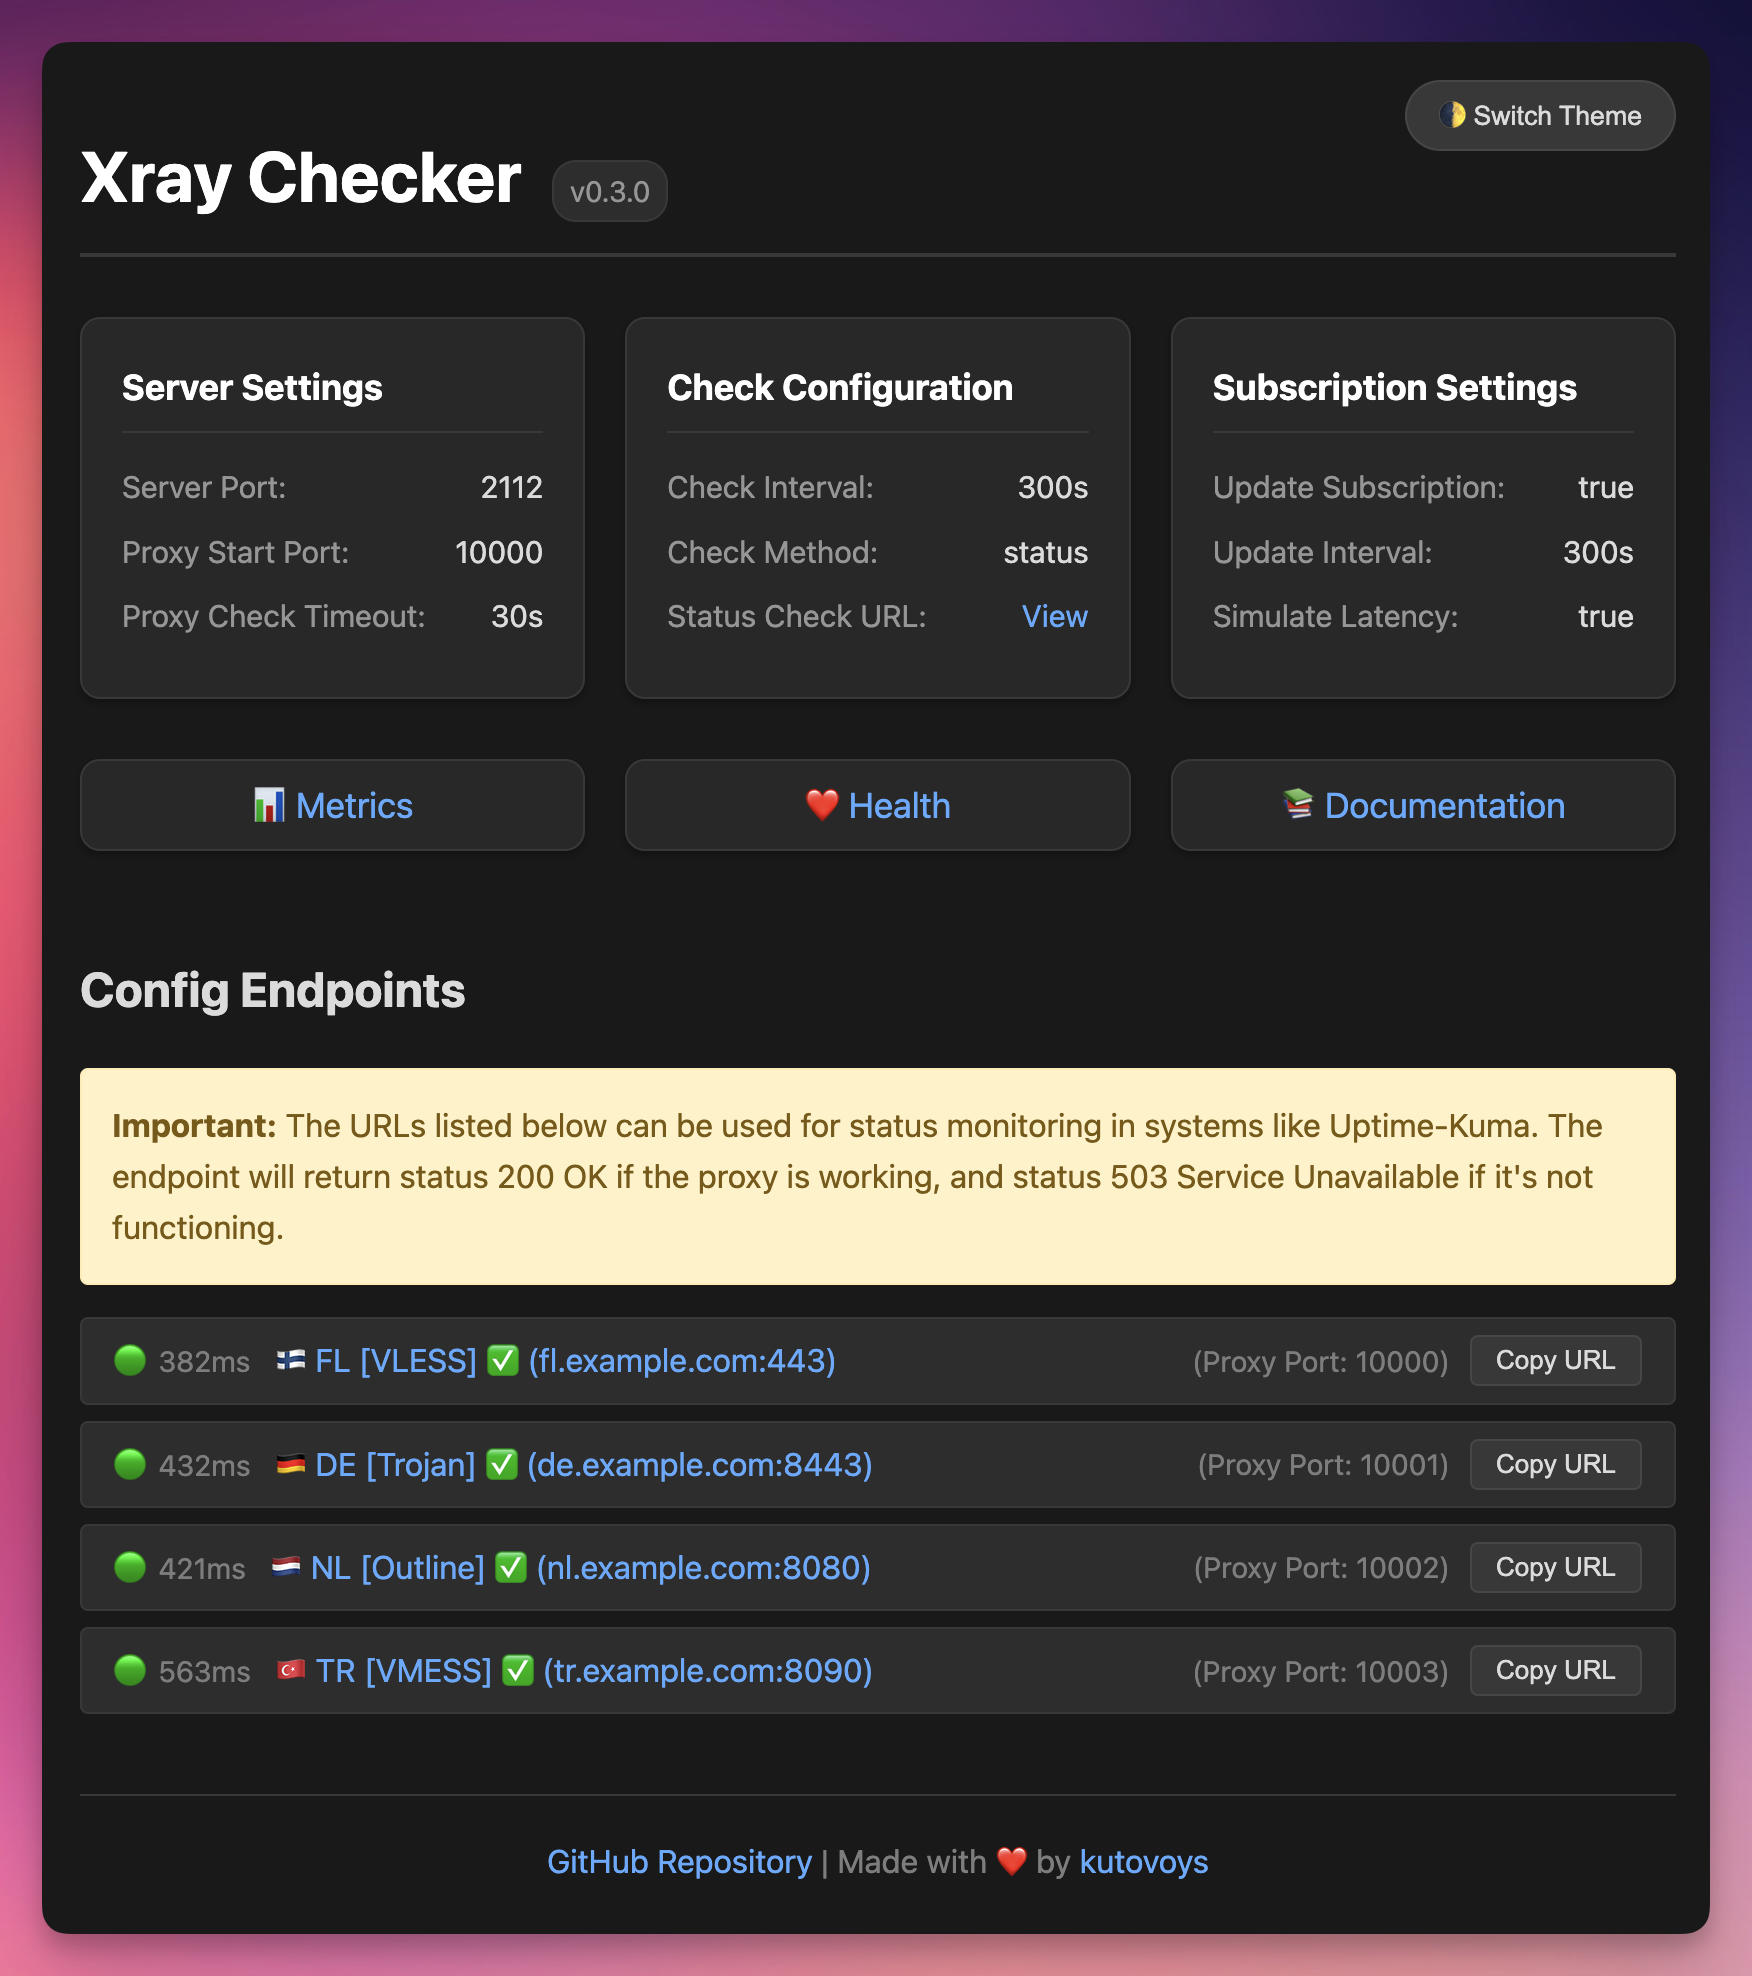 🌓 Switch Theme
Xray Checker v0.3.0
Server Settings
Server Port: 2112
Proxy Start Port: 10000
Proxy Check Timeout: 30s
Check Configuration
Check Interval: 300s
Check Method: status
Status Check URL: View
Subscription Settings
Update Subscription: true
Update Interval: 300s
Simulate Latency: true
📊 Metrics
❤️ Health
📚 Documentation
Config Endpoints
Important: The URLs listed below can be used for status monitoring in systems like Uptime-Kuma. The
endpoint will return status 200 OK if the proxy is working, and status 503 Service Unavailable if it's not
functioning.
🟢 382ms 🇫🇮 FL [VLESS] ✅ (fl.example.com:443) (Proxy Port: 10000) Copy URL
🟢 432ms 🇩🇪 DE [Trojan] ✅ (de.example.com:8443) (Proxy Port: 10001) Copy URL
🟢 421ms 🇳🇱 NL [Outline] ✅ (nl.example.com:8080) (Proxy Port: 10002) Copy URL
🟢 563ms 🇹🇷 TR [VMESS] ✅ (tr.example.com:8090) (Proxy Port: 10003) Copy URL
GitHub Repository | Made with ❤️ by kutovoys